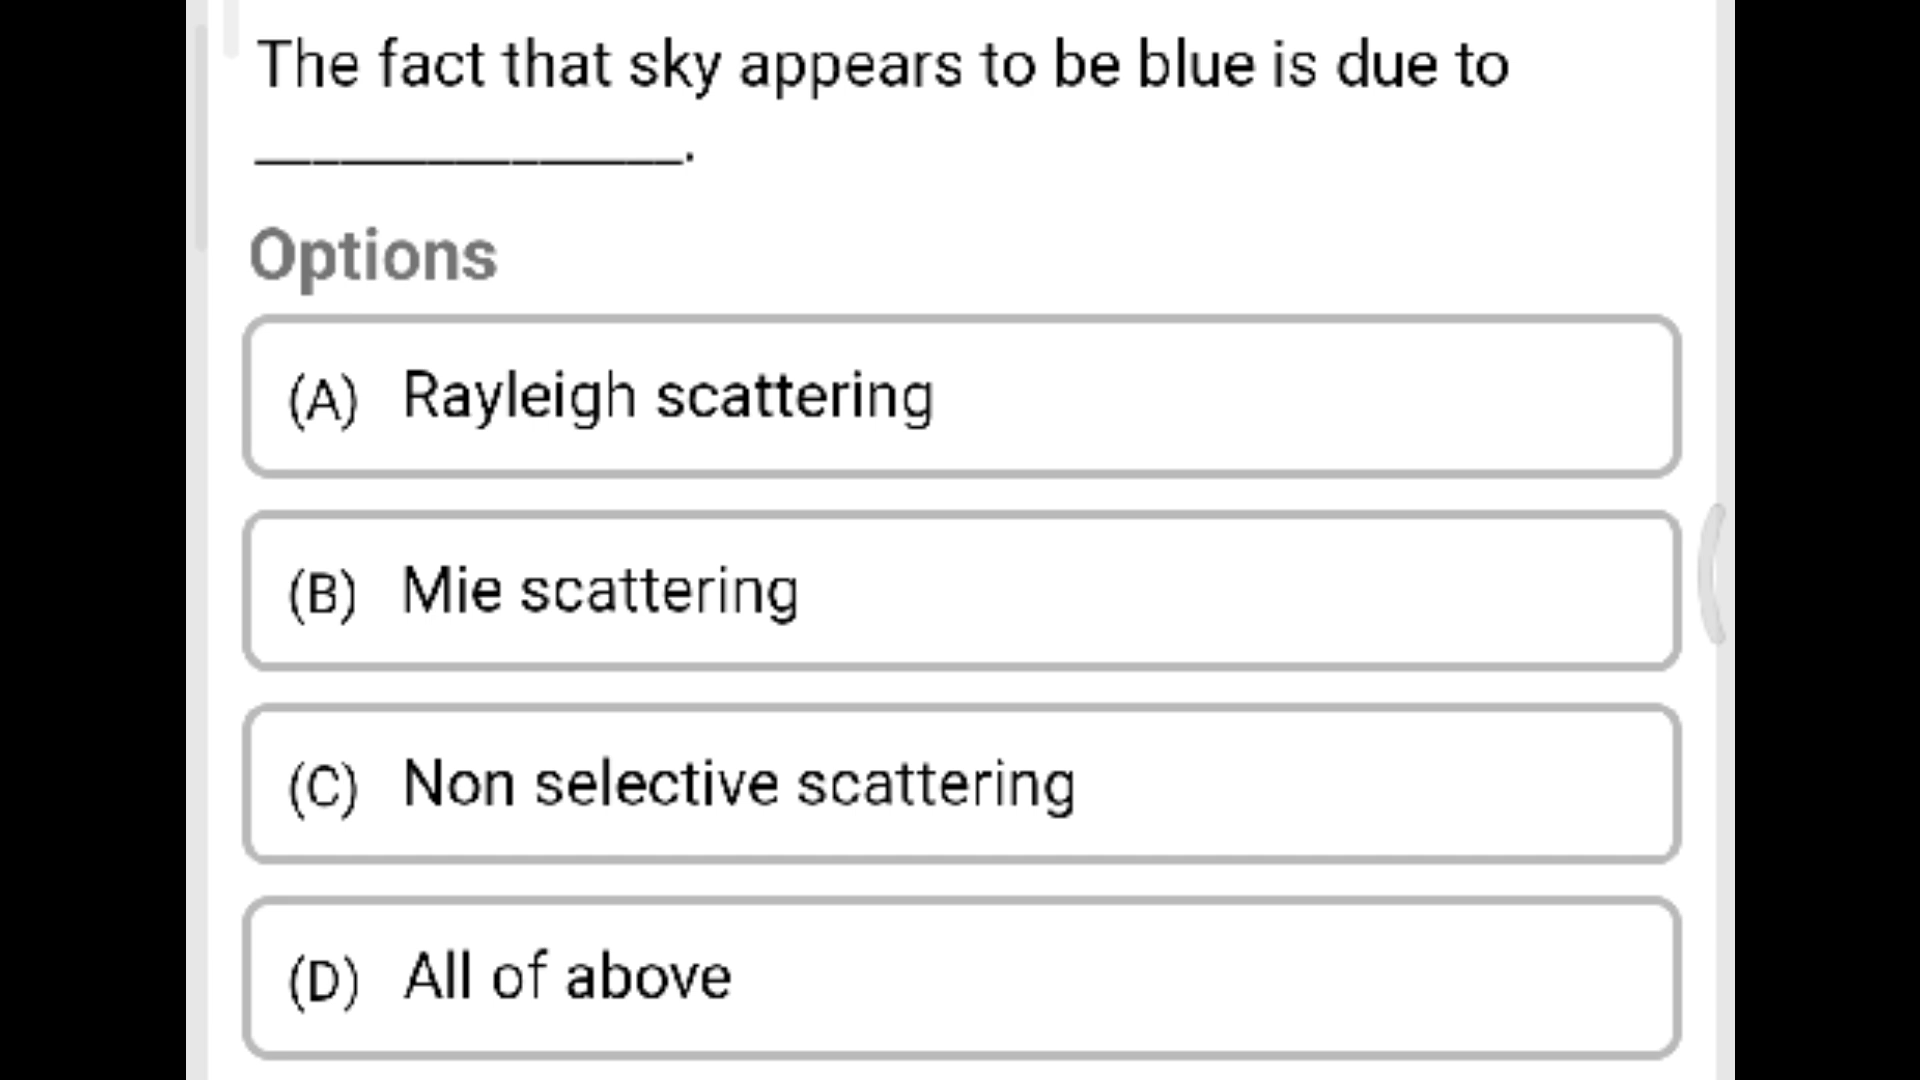 The fact that sky appears to be blue is due to
_______________.
Options
(A) Rayleigh scattering
(B) Mie scattering
(C) Non selective scattering
(D) All of above